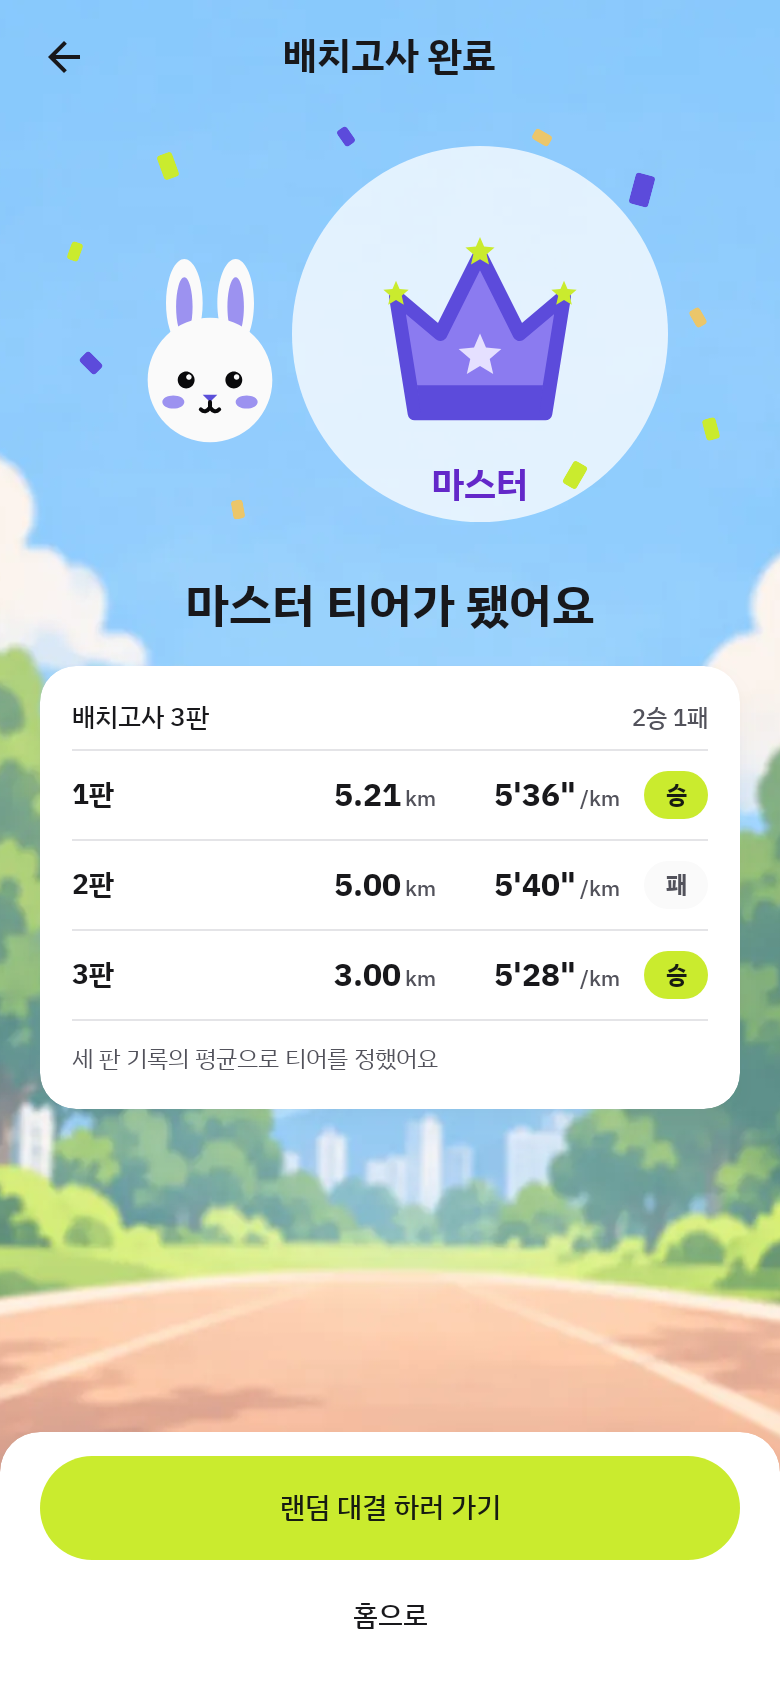 배치고사 완료
마스터
마스터 티어가 됐어요
배치고사 3판 2승 1패
1판 5.21 km 5'36" /km 승
2판 5.00 km 5'40" /km 패
3판 3.00 km 5'28" /km 승
세 판 기록의 평균으로 티어를 정했어요
랜덤 대결 하러 가기
홈으로